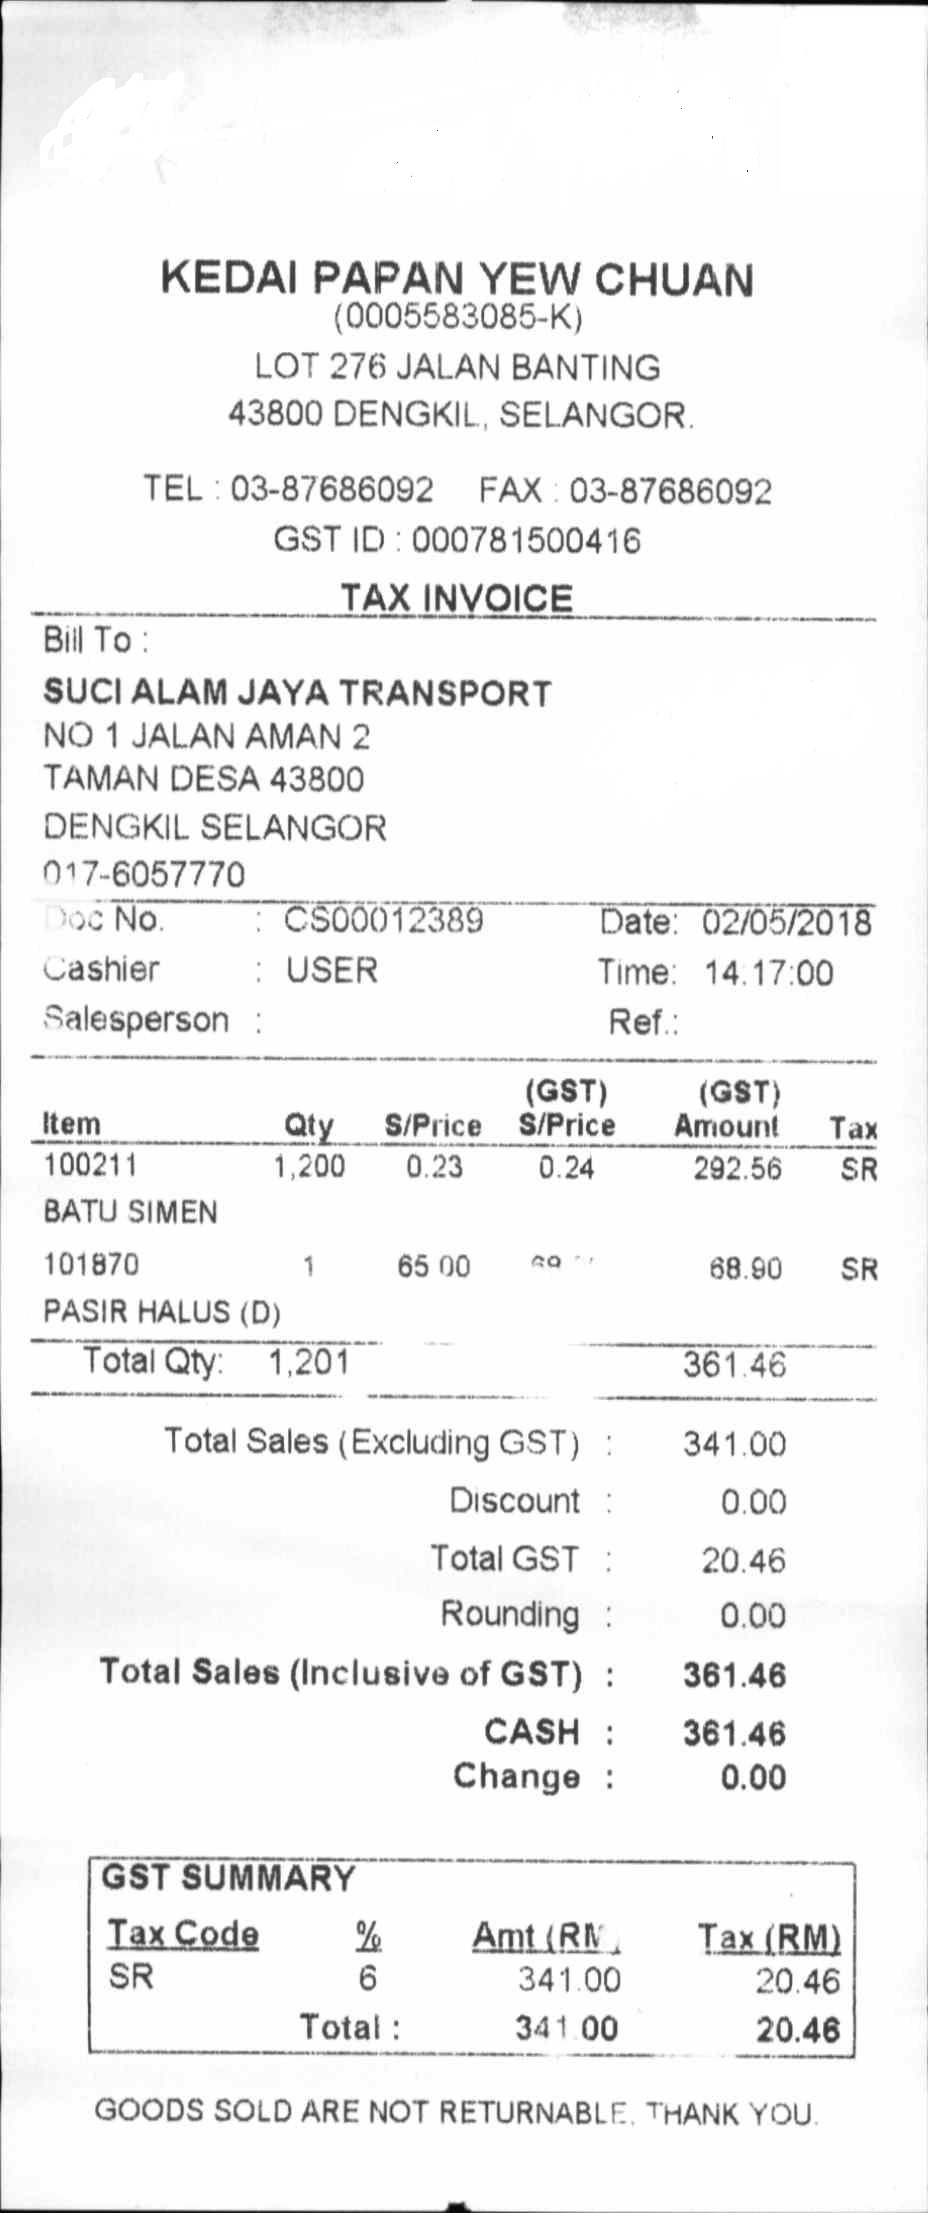 KEDAI PAPAN YEW CHUAN
(0005583085-K)
LOT 276 JALAN BANTING
43800 DENGKIL, SELANGOR.
TEL : 03-87686092 FAX : 03-87686092
GST ID : 000781500416
TAX INVOICE
Bill To :
SUCI ALAM JAYA TRANSPORT
NO 1 JALAN AMAN 2
TAMAN DESA 43800
DENGKIL SELANGOR
017-6057770
Doc No. : CS00012389 Date: 02/05/2018
Cashier : USER Time: 14:17:00
Salesperson : Ref.:
(GST) (GST)
Item Qty S/Price S/Price Amount Tax
100211 1,200 0.23 0.24 292.56 SR
BATU SIMEN
101870 1 65.00 68.90 SR
PASIR HALUS (D)
Total Qty: 1,201 361.46
Total Sales (Excluding GST) : 341.00
Discount : 0.00
Total GST : 20.46
Rounding : 0.00
Total Sales (Inclusive of GST) : 361.46
CASH : 361.46
Change : 0.00
GST SUMMARY
Tax Code % Amt (RM) Tax (RM)
SR 6 341.00 20.46
Total : 341.00 20.46
GOODS SOLD ARE NOT RETURNABLE. THANK YOU.